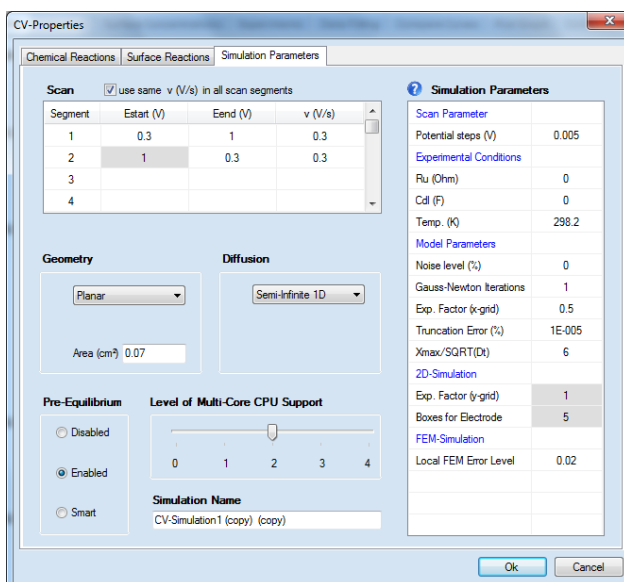 CV-Properties
Chemical Reactions Surface Reactions Simulation Parameters
Scan use same v (V/s) in all scan segments
Segment Estart (V) Eend (V) v (V/s)
1 0.3 1 0.3
2 1 0.3 0.3
3
4
Geometry
Planar
Area (cm²) 0.07
Diffusion
Semi-Infinite 1D
Pre-Equilibrium
Disabled
Enabled
Smart
Level of Multi-Core CPU Support
0 1 2 3 4
Simulation Name
CV-Simulation1 (copy) (copy)
? Simulation Parameters
Scan Parameter
Potential steps (V) 0.005
Experimental Conditions
Ru (Ohm) 0
Cdl (F) 0
Temp. (K) 298.2
Model Parameters
Noise level (%) 0
Gauss-Newton Iterations 1
Exp. Factor (x-grid) 0.5
Truncation Error (%) 1E-005
Xmax/SQRT(Dt) 6
2D-Simulation
Exp. Factor (y-grid) 1
Boxes for Electrode 5
FEM-Simulation
Local FEM Error Level 0.02
Ok Cancel